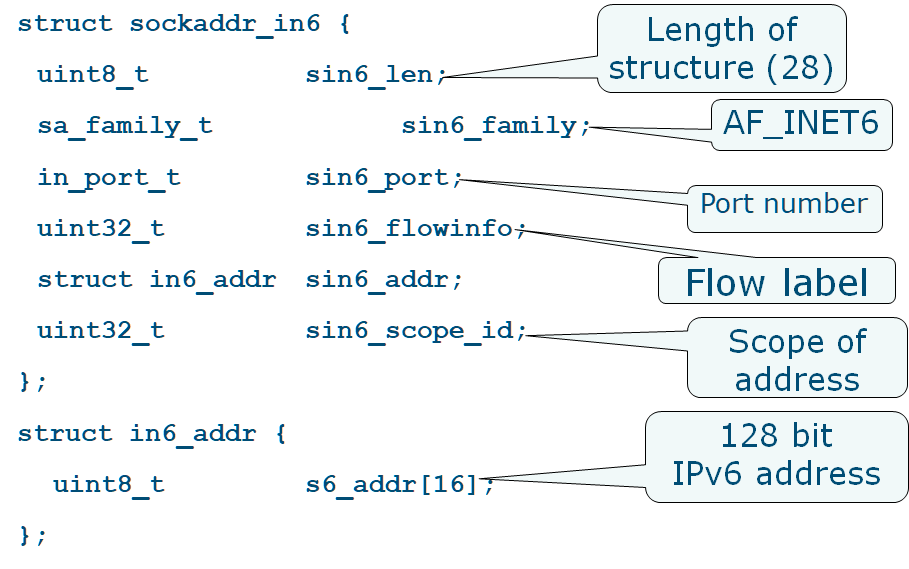 struct sockaddr_in6 {
uint8_t sin6_len; Length of
structure (28)
sa_family_t sin6_family; AF_INET6
in_port_t sin6_port; Port number
uint32_t sin6_flowinfo;
struct in6_addr sin6_addr; Flow label
uint32_t sin6_scope_id; Scope of
address
};
struct in6_addr { 128 bit
IPv6 address
uint8_t s6_addr[16];
};